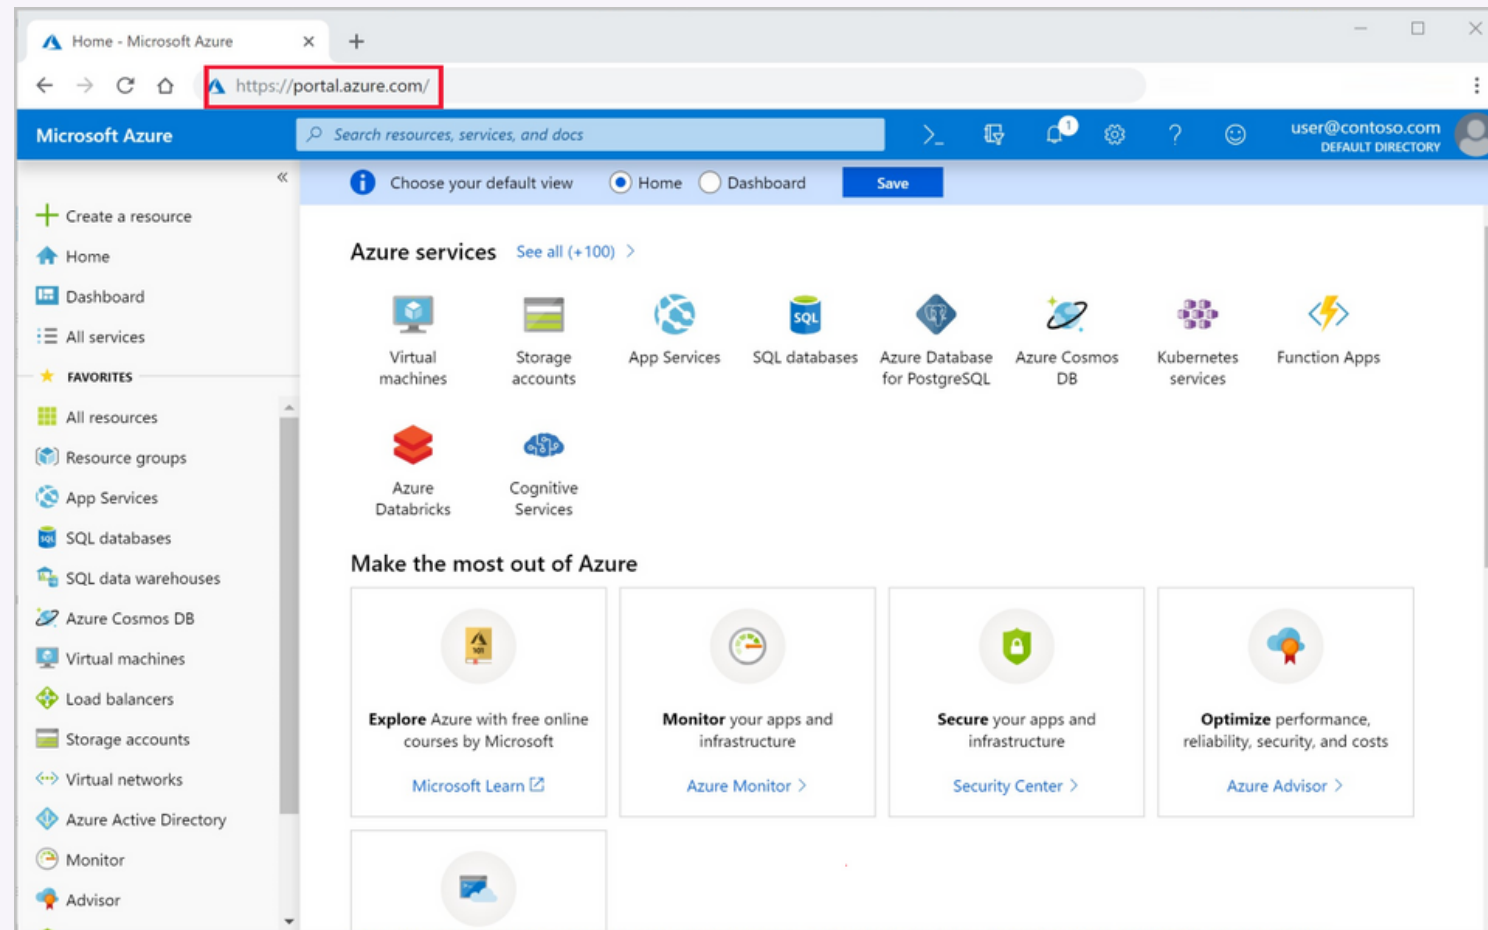 Home - Microsoft Azure
https://portal.azure.com/
Microsoft Azure
Search resources, services, and docs
1
user@contoso.com
DEFAULT DIRECTORY
Choose your default view
Home
Dashboard
Save
Create a resource
Home
Dashboard
All services
FAVORITES
All resources
Resource groups
App Services
SQL databases
SQL data warehouses
Azure Cosmos DB
Virtual machines
Load balancers
Storage accounts
Virtual networks
Azure Active Directory
Monitor
Advisor
Azure services
See all (+100)
Virtual
machines
Storage
accounts
App Services
SQL
SQL databases
Azure Database
for PostgreSQL
Azure Cosmos
DB
Kubernetes
services
Function Apps
Azure
Databricks
Cognitive
Services
Make the most out of Azure
101
Explore Azure with free online
courses by Microsoft
Microsoft Learn
Monitor your apps and
infrastructure
Azure Monitor
Secure your apps and
infrastructure
Security Center
Optimize performance,
reliability, security, and costs
Azure Advisor